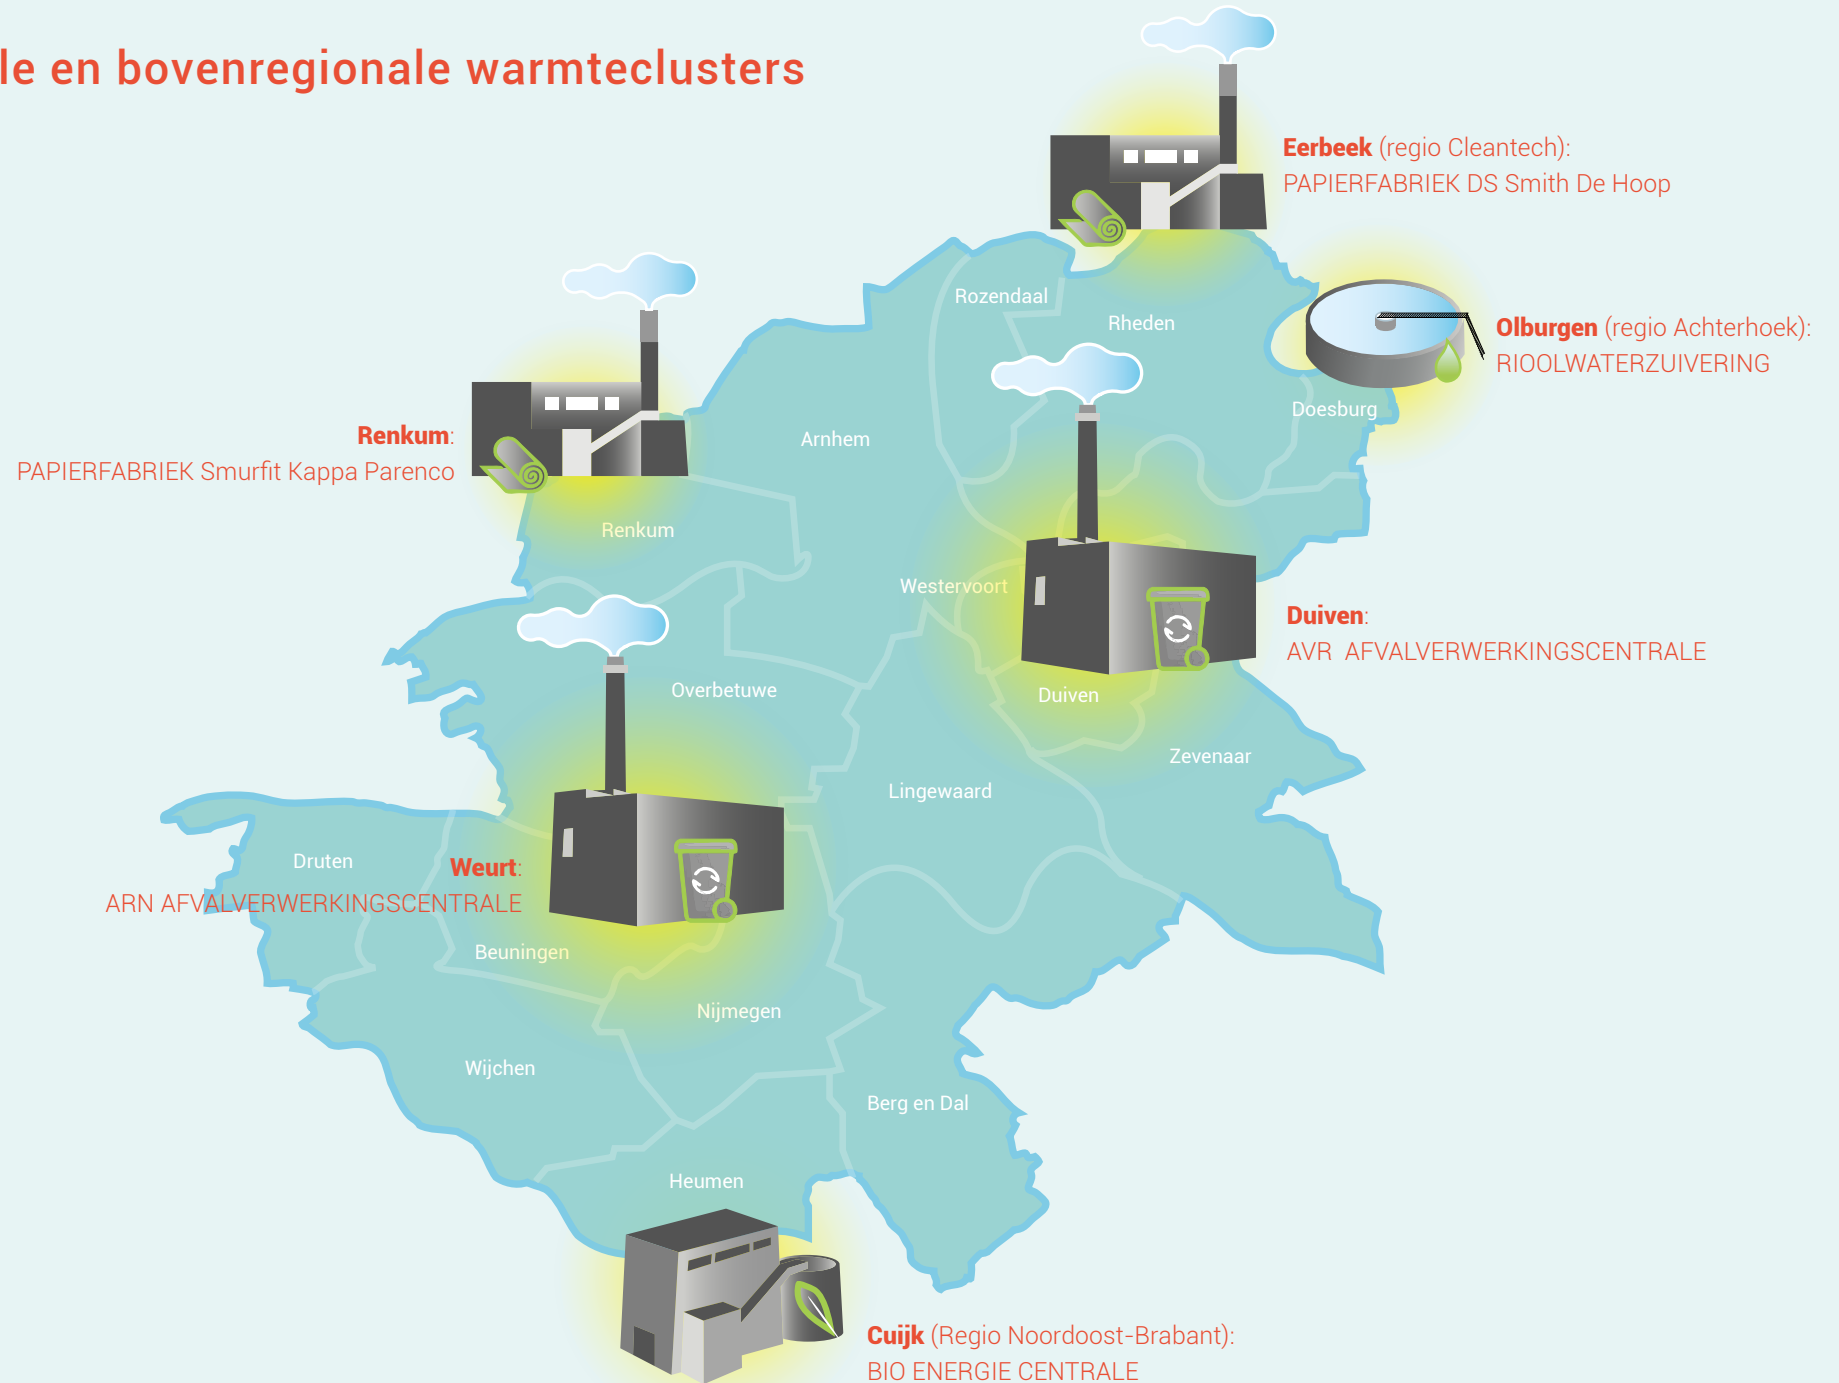 le en bovenregionale warmteclusters
Eerbeek (regio Cleantech):
PAPIERFABRIEK DS Smith De Hoop
Rozendaal
Rheden
Olburgen (regio Achterhoek):
RIOOLWATERZUIVERING
Doesburg
Renkum:
PAPIERFABRIEK Smurfit Kappa Parenco
Arnhem
Renkum
Westervoort
Duiven:
AVR AFVALVERWERKINGSCENTRALE
Overbetuwe
Duiven
Zevenaar
Lingewaard
Druten
Weurt:
ARN AFVALVERWERKINGSCENTRALE
Beuningen
Nijmegen
Wijchen
Berg en Dal
Heumen
Cuijk (Regio Noordoost-Brabant):
BIO ENERGIE CENTRALE